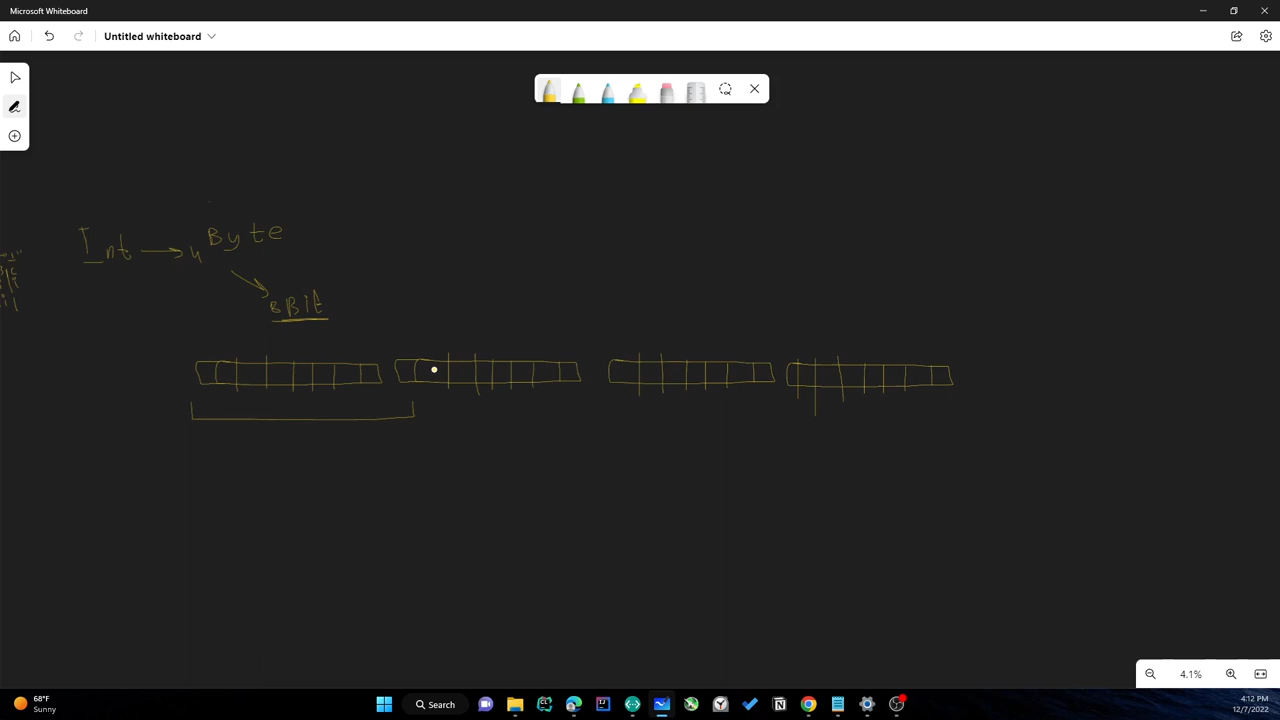 Microsoft Whiteboard
Untitled whiteboard
Int → 4 Byte
8Bit
4.1%
68°F
Sunny
Search
4:12 PM
12/7/2022